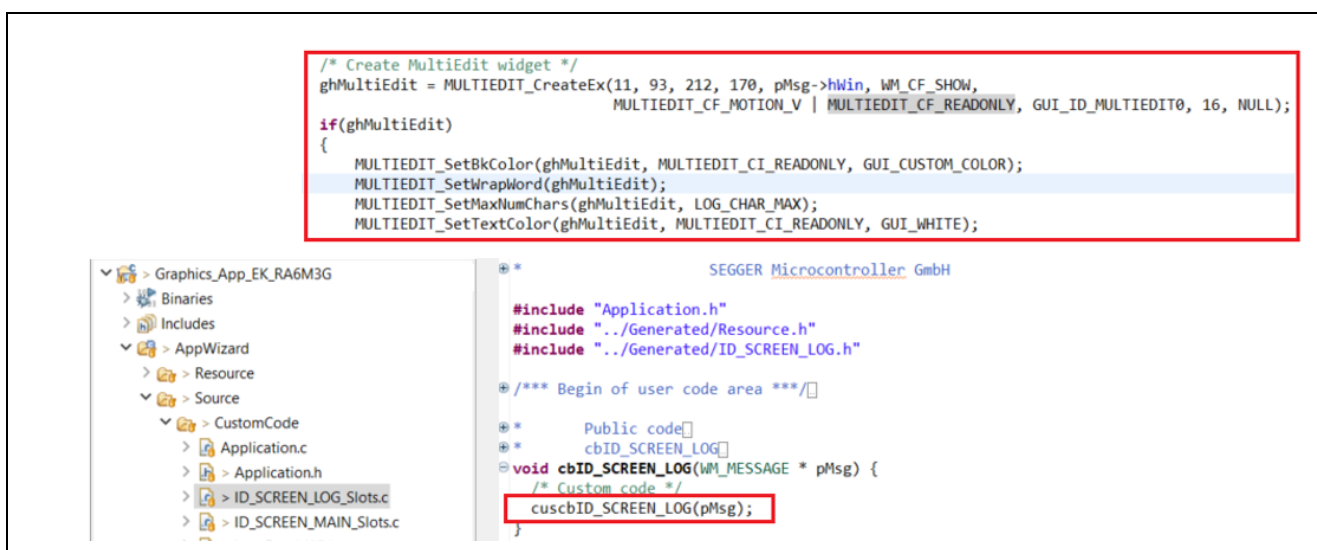 /* Create MultiEdit widget */
ghMultiEdit = MULTIEDIT_CreateEx(11, 93, 212, 170, pMsg->hWin, WM_CF_SHOW,
MULTIEDIT_CF_MOTION_V | MULTIEDIT_CF_READONLY, GUI_ID_MULTIEDIT0, 16, NULL);
if(ghMultiEdit)
{
MULTIEDIT_SetBkColor(ghMultiEdit, MULTIEDIT_CI_READONLY, GUI_CUSTOM_COLOR);
MULTIEDIT_SetWrapWord(ghMultiEdit);
MULTIEDIT_SetMaxNumChars(ghMultiEdit, LOG_CHAR_MAX);
MULTIEDIT_SetTextColor(ghMultiEdit, MULTIEDIT_CI_READONLY, GUI_WHITE);
> Graphics_App_EK_RA6M3G
Binaries
Includes
> AppWizard
> Resource
> Source
> CustomCode
Application.c
> Application.h
> ID_SCREEN_LOG_Slots.c
> ID_SCREEN_MAIN_Slots.c
* SEGGER Microcontroller GmbH
#include "Application.h"
#include "../Generated/Resource.h"
#include "../Generated/ID_SCREEN_LOG.h"
/*** Begin of user code area ***/
* Public code
* cbID_SCREEN_LOG
void cbID_SCREEN_LOG(WM_MESSAGE * pMsg) {
/* Custom code */
cuscbID_SCREEN_LOG(pMsg);
}